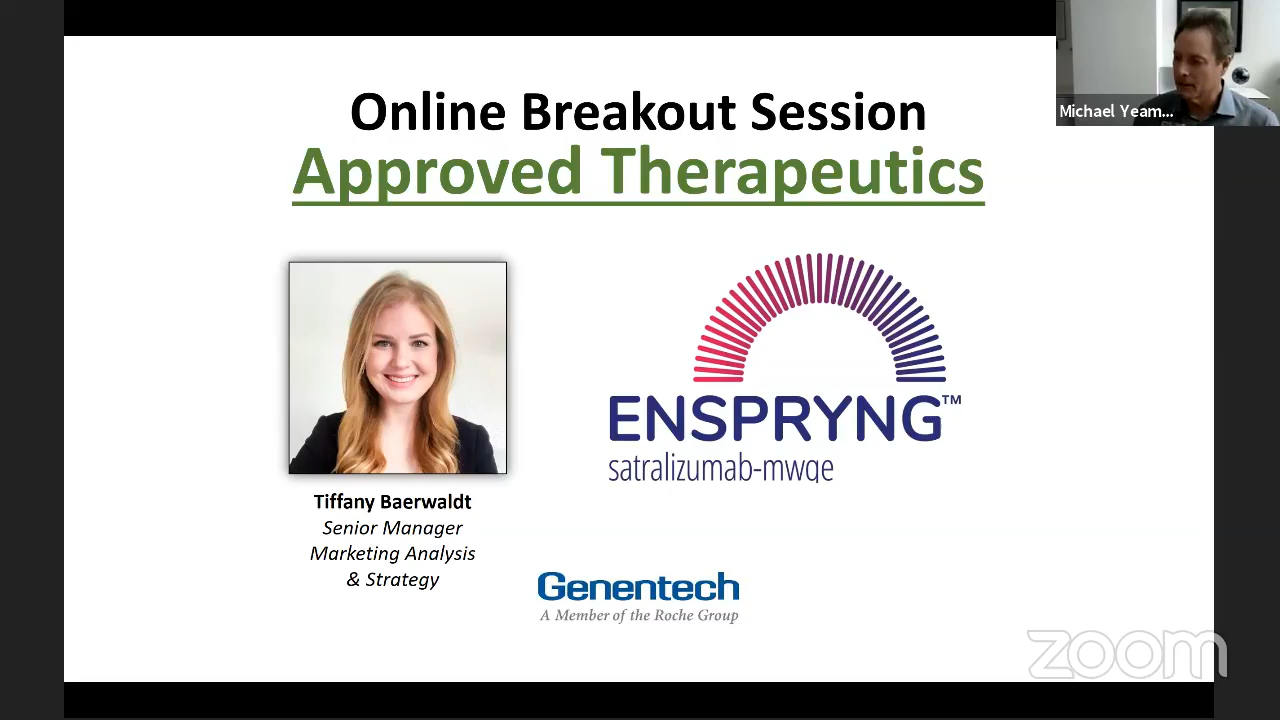 Online Breakout Session
Approved Therapeutics
Michael Yeam...
ENSPRYNG™
satralizumab-mwge
Tiffany Baerwaldt
Senior Manager
Marketing Analysis
& Strategy
Genentech
A Member of the Roche Group
zoom